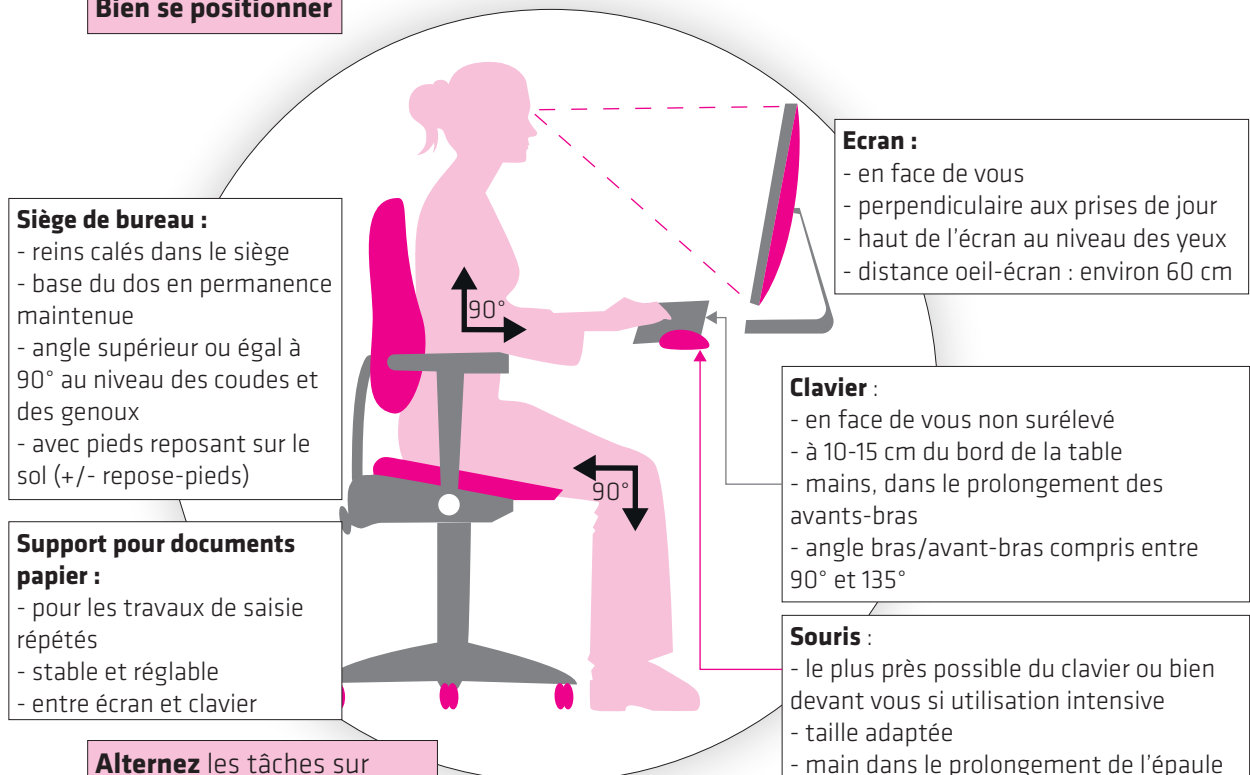 Bien se positionner
Ecran :
- en face de vous
- perpendiculaire aux prises de jour
- haut de l'écran au niveau des yeux
- distance oeil-écran : environ 60 cm
Siège de bureau :
- reins calés dans le siège
- base du dos en permanence
maintenue
- angle supérieur ou égal à
90° au niveau des coudes et
des genoux
- avec pieds reposant sur le
sol (+/- repose-pieds)
90°
Clavier :
- en face de vous non surélevé
- à 10-15 cm du bord de la table
- mains, dans le prolongement des
avants-bras
- angle bras/avant-bras compris entre
90° et 135°
90°
Support pour documents
papier :
- pour les travaux de saisie
répétés
- stable et réglable
- entre écran et clavier
Souris :
- le plus près possible du clavier ou bien
devant vous si utilisation intensive
- taille adaptée
- main dans le prolongement de l'épaule
Alternez les tâches sur